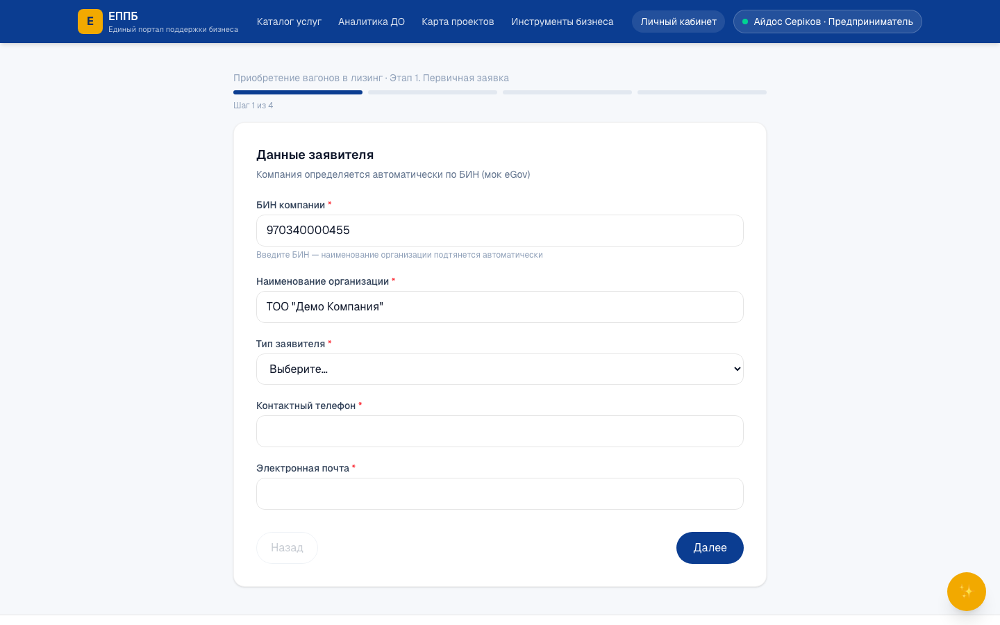 Е
ЕППБ
Единый портал поддержки бизнеса
Каталог услуг
Аналитика ДО
Карта проектов
Инструменты бизнеса
Личный кабинет
Айдос Серіков · Предприниматель
Приобретение вагонов в лизинг · Этап 1. Первичная заявка
Шаг 1 из 4
Данные заявителя
Компания определяется автоматически по БИН (мок eGov)
БИН компании *
970340000455
Введите БИН — наименование организации подтянется автоматически
Наименование организации *
ТОО "Демо Компания"
Тип заявителя *
Выберите...
Контактный телефон *
Электронная почта *
Назад
Далее